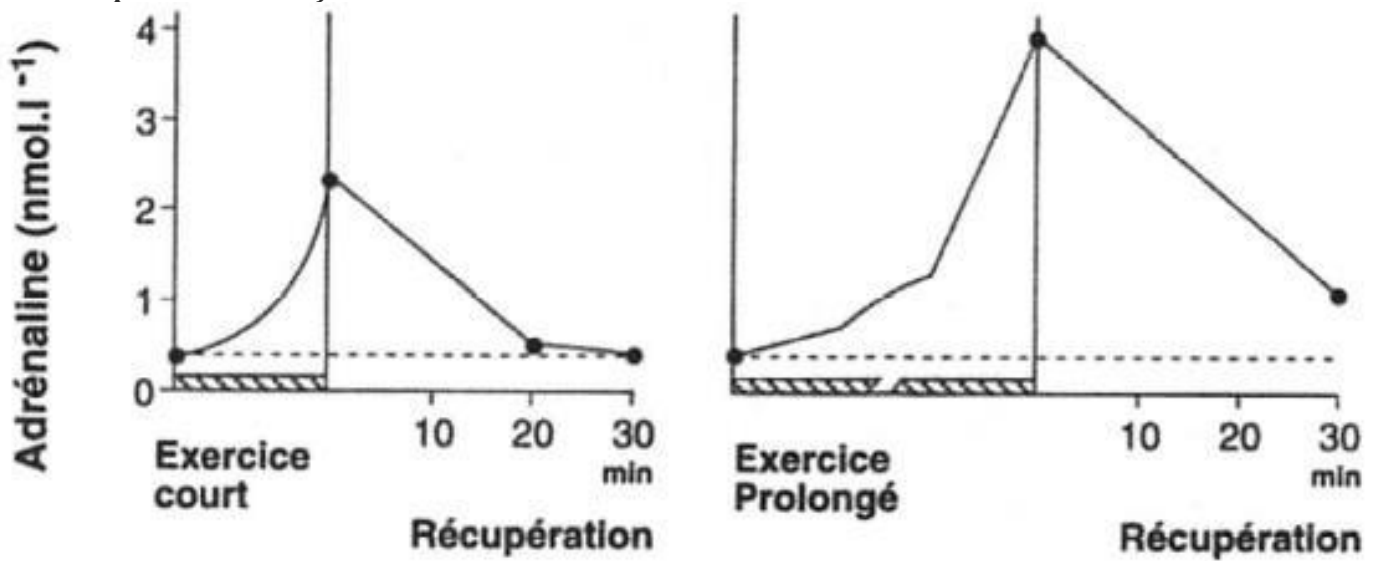 Adrénaline (nmol.l -1)
4
3
2
1
0
10 20 30
min
Exercice
court
Récupération
10 20 30
min
Exercice
Prolongé
Récupération